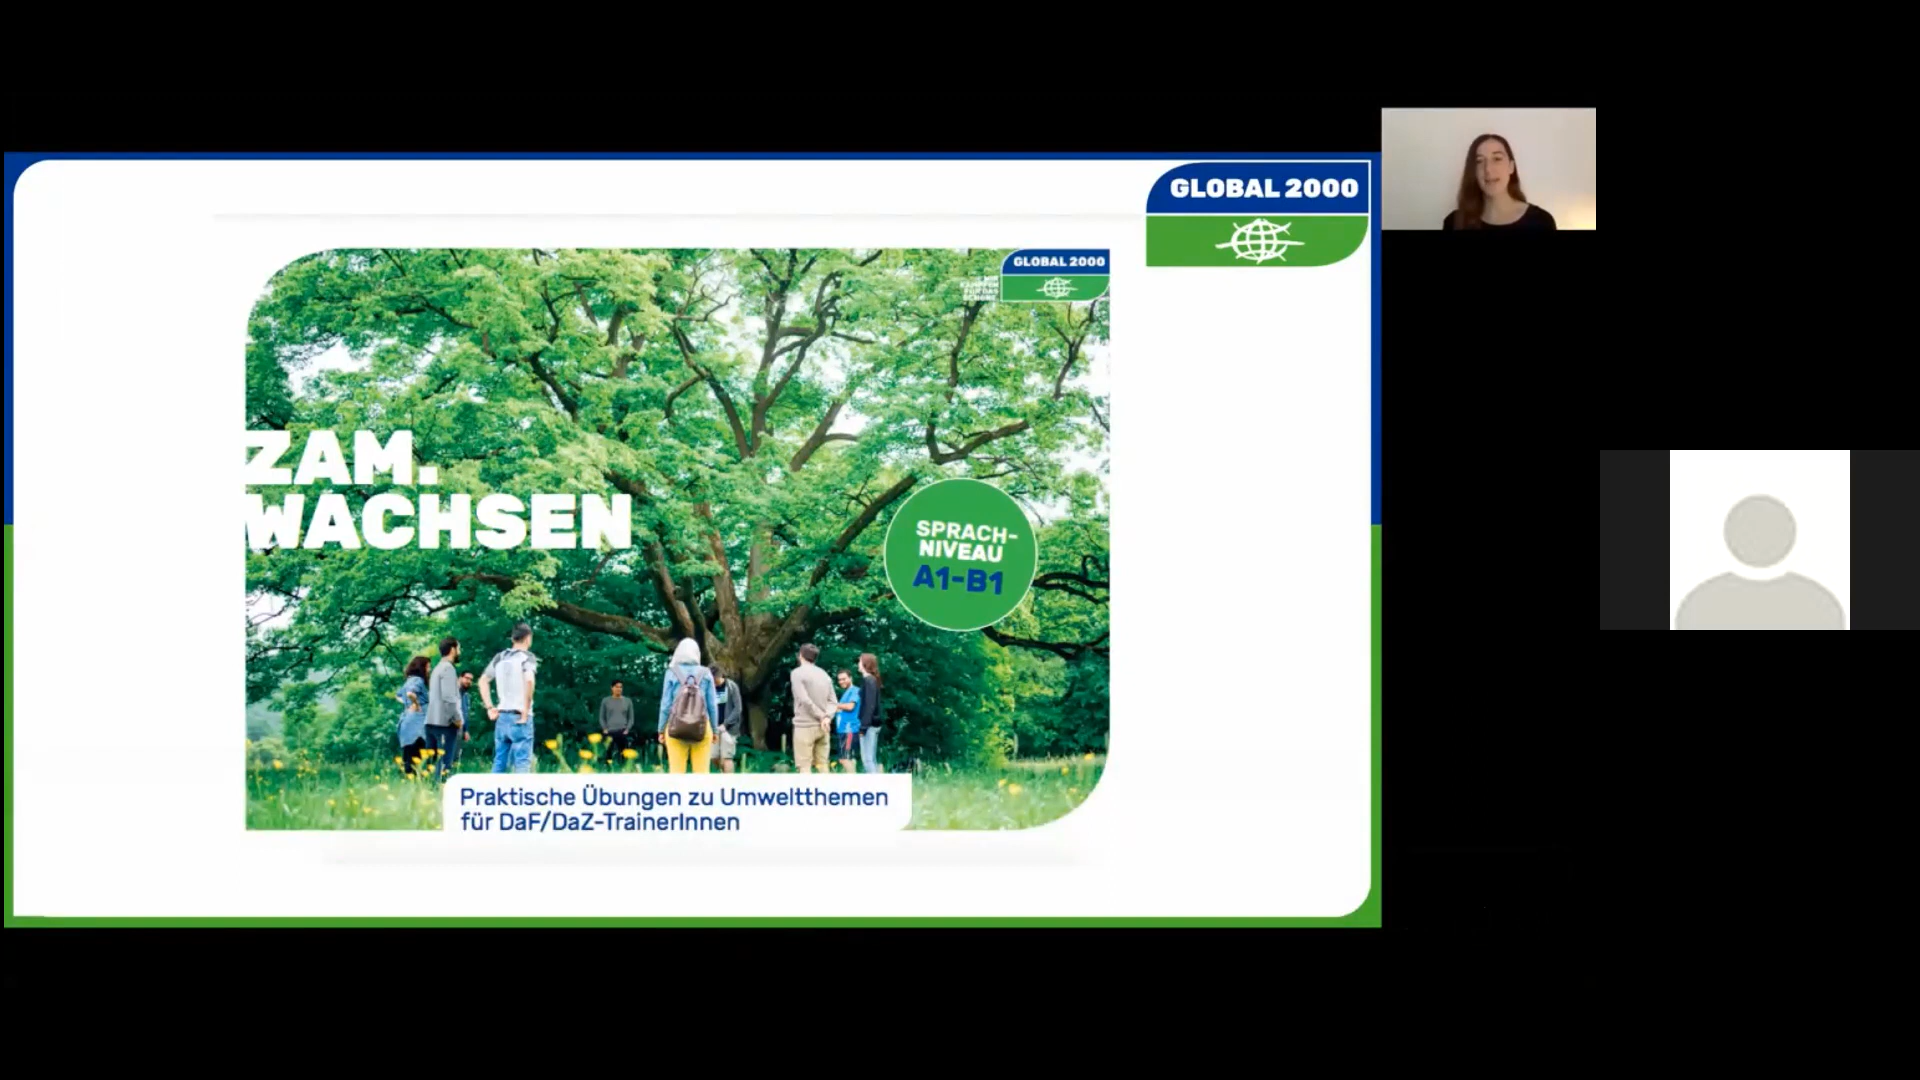 GLOBAL 2000
GLOBAL 2000
ZAM.
WACHSEN
SPRACH-
NIVEAU
A1-B1
Praktische Übungen zu Umweltthemen
für DaF/DaZ-TrainerInnen